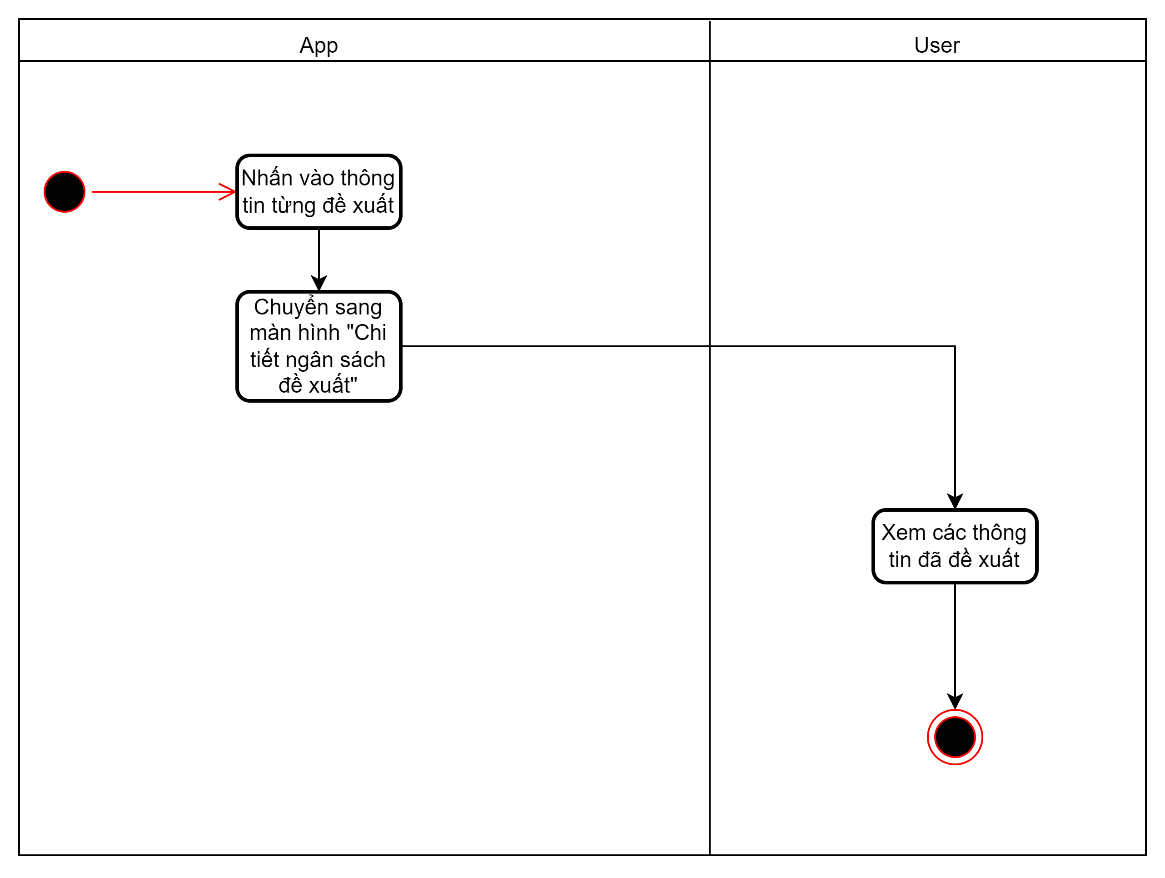 App
User
Nhấn vào thông
tin từng đề xuất
Chuyển sang
màn hình "Chi
tiết ngân sách
đề xuất"
Xem các thông
tin đã đề xuất